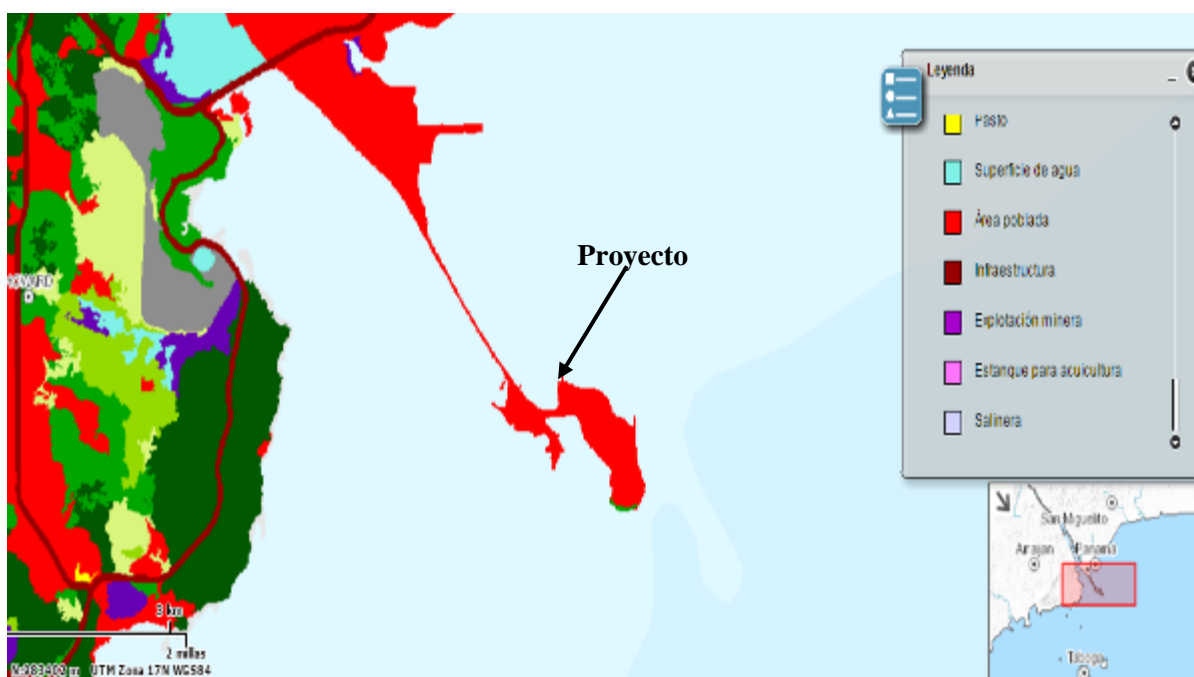 Leyenda
Pasto
Superficie de agua
Área poblada
Infraestructura
Explotación minera
Estanque para acuicultura
Salinera
Proyecto
San Miguelito
Arraijan
Panamá
Taboga
3 km
2 millas
UTM Zona 17N WGS84